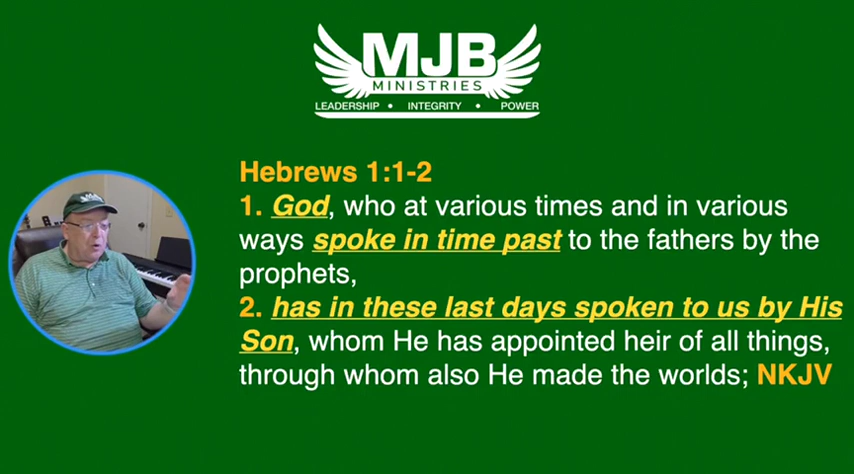 MJB
MINISTRIES
LEADERSHIP • INTEGRITY • POWER
Hebrews 1:1-2
1. God, who at various times and in various
ways spoke in time past to the fathers by the
prophets,
2. has in these last days spoken to us by His
Son, whom He has appointed heir of all things,
through whom also He made the worlds; NKJV
MJB